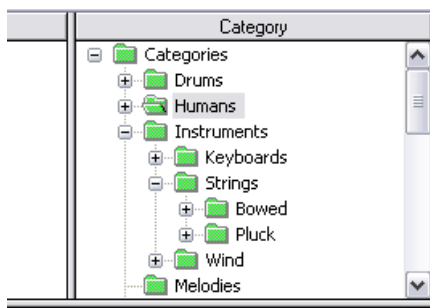 Category
Categories
Drums
Humans
Instruments
Keyboards
Strings
Bowed
Pluck
Wind
Melodies